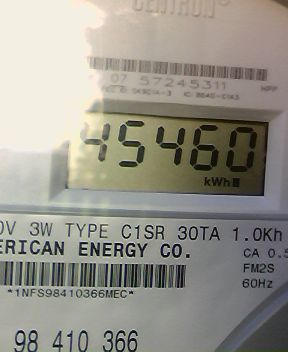 CENTRON®
07 57245311
45460
kWh
0V 3W TYPE C1SR 30TA 1.0Kh
ERICAN ENERGY CO.
CA 0.5
FM2S
*1NFS98410366MEC*
60Hz
98 410 366